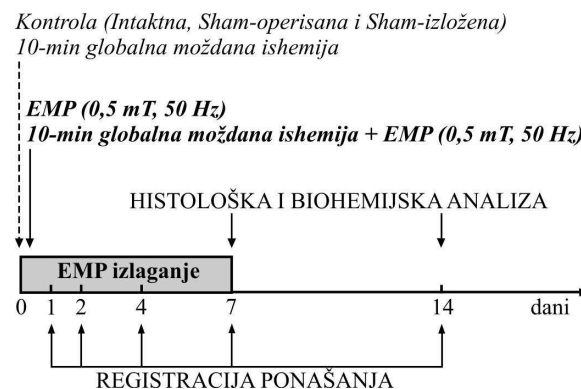 Kontrola (Intaktna, Sham-operisana i Sham-izložena)
10-min globalna moždana ishemija
EMP (0,5 mT, 50 Hz)
10-min globalna moždana ishemija + EMP (0,5 mT, 50 Hz)
HISTOLOŠKA I BIOHEMIJSKA ANALIZA
EMP izlaganje
0 1 2 4 7 14 dani
REGISTRACIJA PONAŠANJA